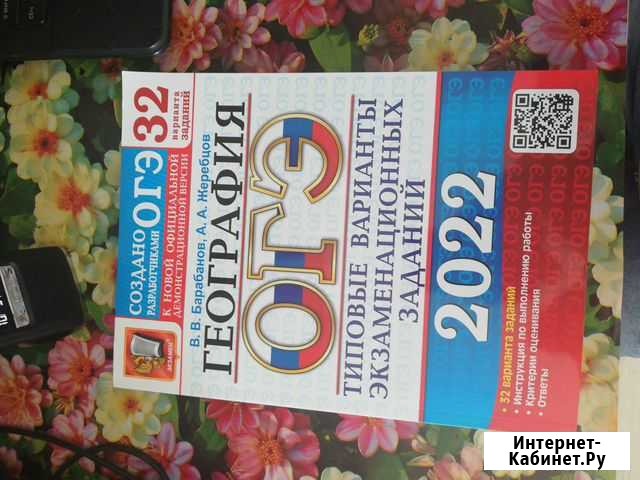 СОЗДАНО
РАЗРАБОТЧИКАМИ
ОГЭ
32
варианта
заданий
К НОВОЙ ОФИЦИАЛЬНОЙ
ДЕМОНСТРАЦИОННОЙ ВЕРСИИ
ЭКЗАМЕН
В. В. Барабанов, А. А. Жеребцов
ГЕОГРАФИЯ
ОГЭ
ТИПОВЫЕ ВАРИАНТЫ
ЭКЗАМЕНАЦИОННЫХ
ЗАДАНИЙ
2022
• 32 варианта заданий
• Инструкция по выполнению работы
• Критерии оценивания
• Ответы
Интернет-
Кабинет.Ру